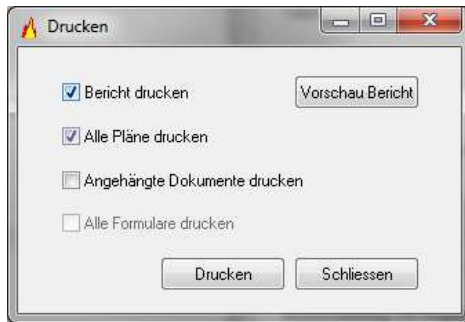 Drucken
Bericht drucken Vorschau Bericht
Alle Pläne drucken
Angehängte Dokumente drucken
Alle Formulare drucken
Drucken Schliessen